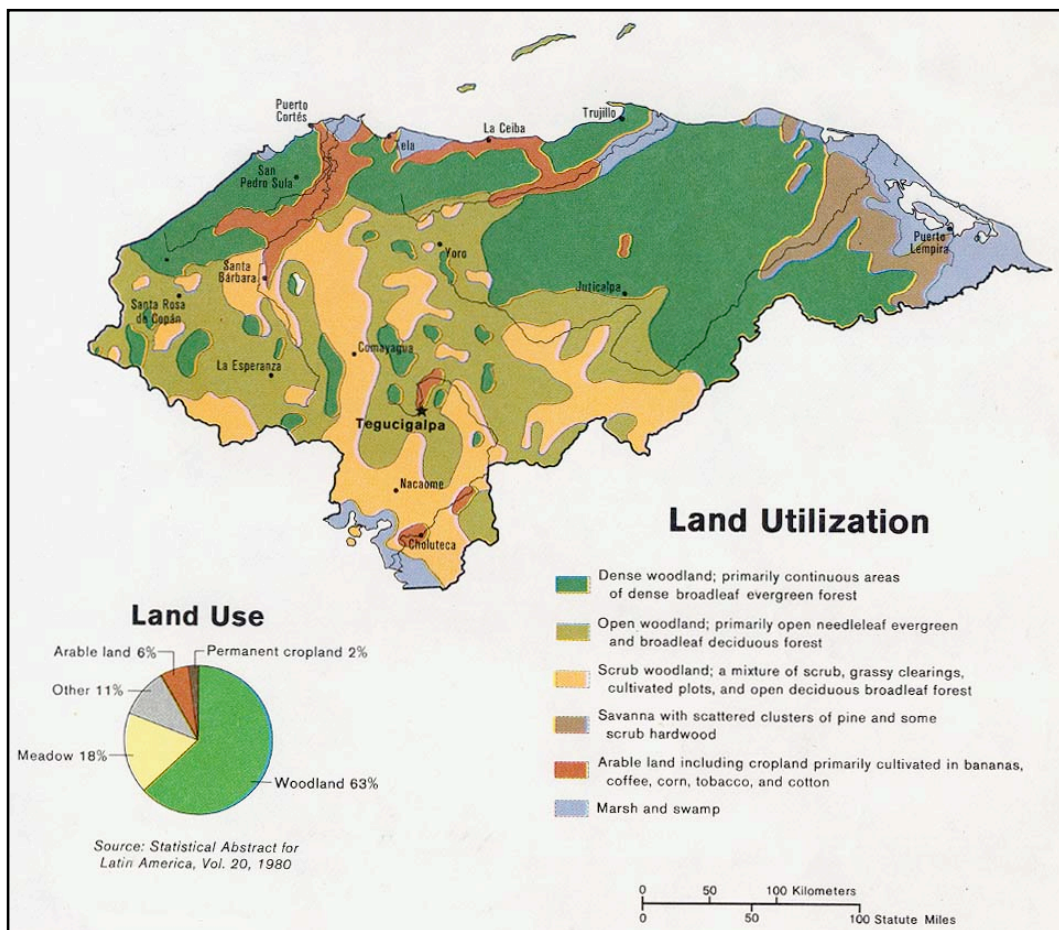 Puerto
Cortés
Tela
La Ceiba
Trujillo
San
Pedro Sula
Puerto
Lempira
Yoro
Santa
Bárbara
Juticalpa
Santa Rosa
de Copán
Comayagua
La Esperanza
Tegucigalpa
Nacaome
Choluteca
Land Utilization
Dense woodland; primarily continuous areas
of dense broadleaf evergreen forest
Open woodland; primarily open needleleaf evergreen
and broadleaf deciduous forest
Scrub woodland; a mixture of scrub, grassy clearings,
cultivated plots, and open deciduous broadleaf forest
Savanna with scattered clusters of pine and some
scrub hardwood
Arable land including cropland primarily cultivated in bananas,
coffee, corn, tobacco, and cotton
Marsh and swamp
Land Use
Arable land 6%
Permanent cropland 2%
Other 11%
Meadow 18%
Woodland 63%
Source: Statistical Abstract for
Latin America, Vol. 20, 1980
0 50 100 Kilometers
0 50 100 Statute Miles